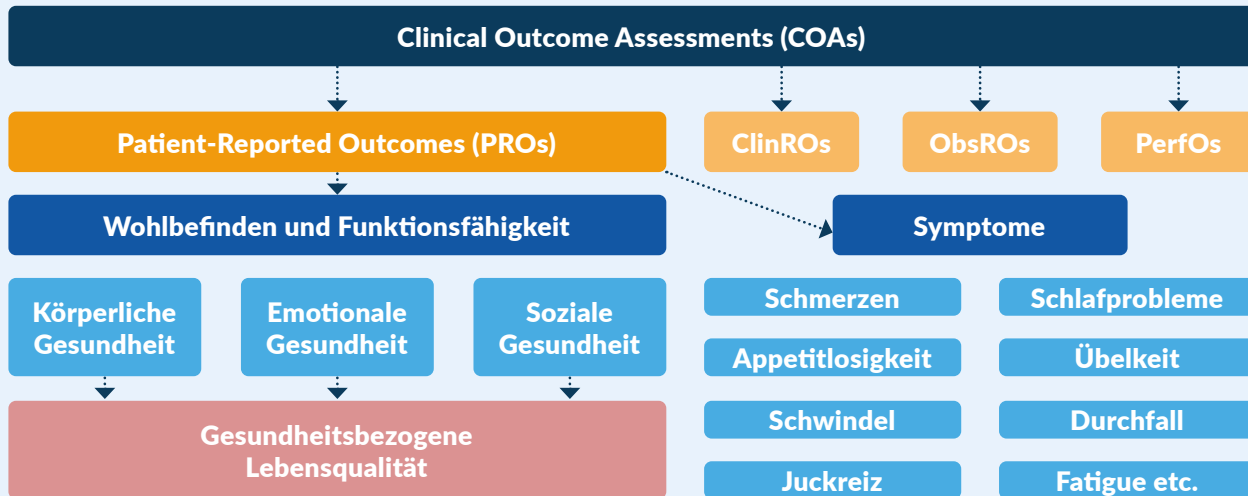 Clinical Outcome Assessments (COAs)
Patient-Reported Outcomes (PROs)
ClinROs
ObsROs
PerfOs
Wohlbefinden und Funktionsfähigkeit
Symptome
Körperliche
Gesundheit
Emotionale
Gesundheit
Soziale
Gesundheit
Schmerzen
Schlafprobleme
Appetitlosigkeit
Übelkeit
Schwindel
Durchfall
Juckreiz
Fatigue etc.
Gesundheitsbezogene
Lebensqualität